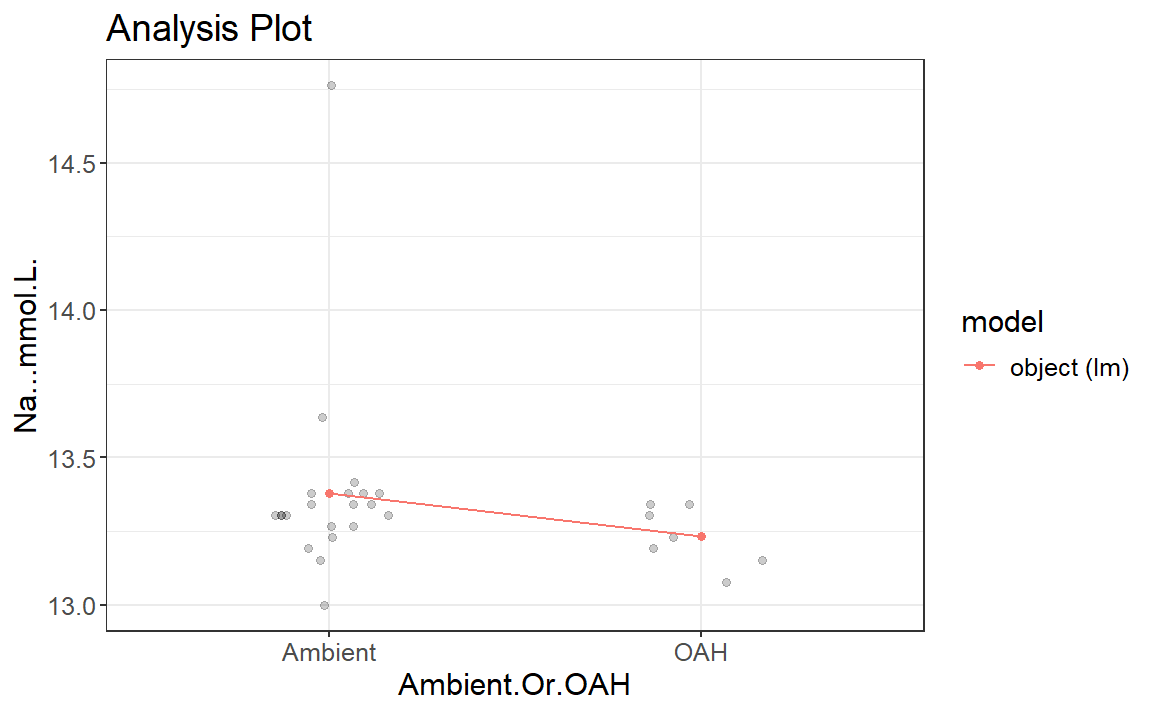 Analysis Plot
Na...mmol.L.
14.5
14.0
13.5
13.0
Ambient
OAH
Ambient.Or.OAH
model
object (lm)